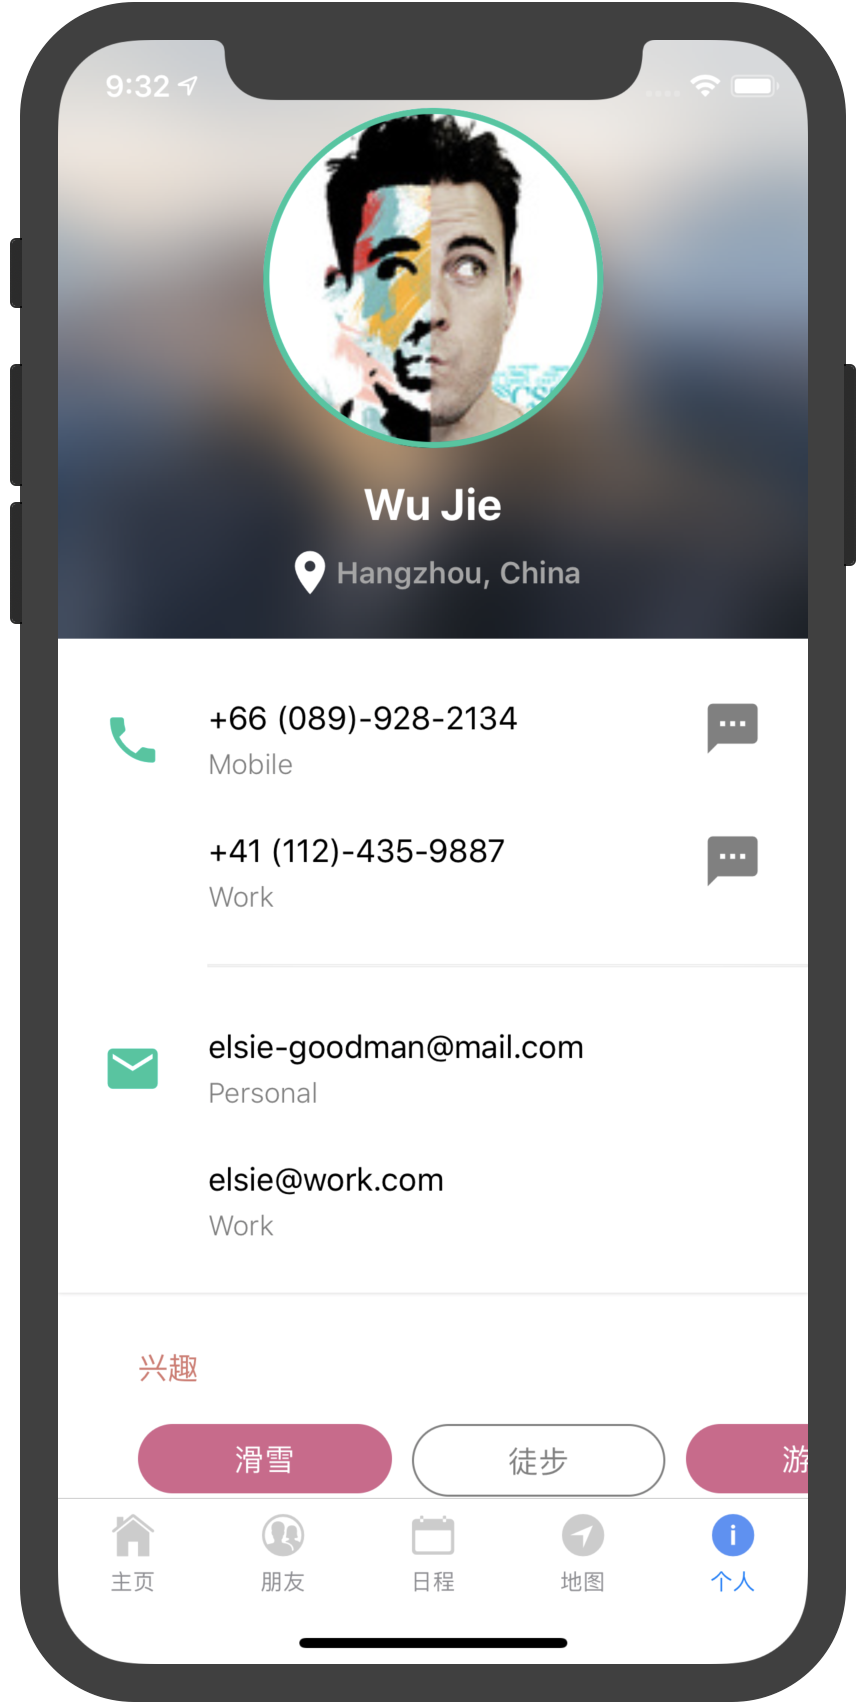 9:32
Wu Jie
Hangzhou, China
+66 (089)-928-2134
Mobile
+41 (112)-435-9887
Work
elsie-goodman@mail.com
Personal
elsie@work.com
Work
兴趣
滑雪 徒步 游
主页 朋友 日程 地图 个人